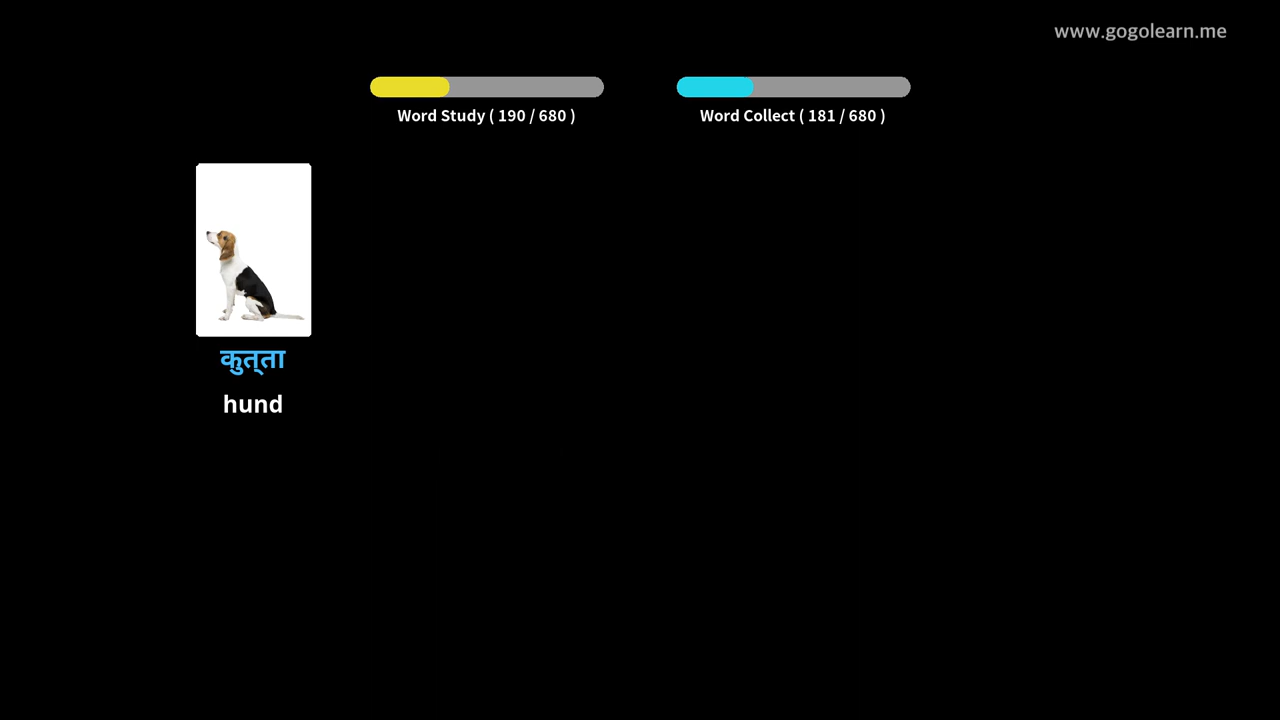 www.gogolearn.me
Word Study ( 190 / 680 )
Word Collect ( 181 / 680 )
कुत्ता
hund